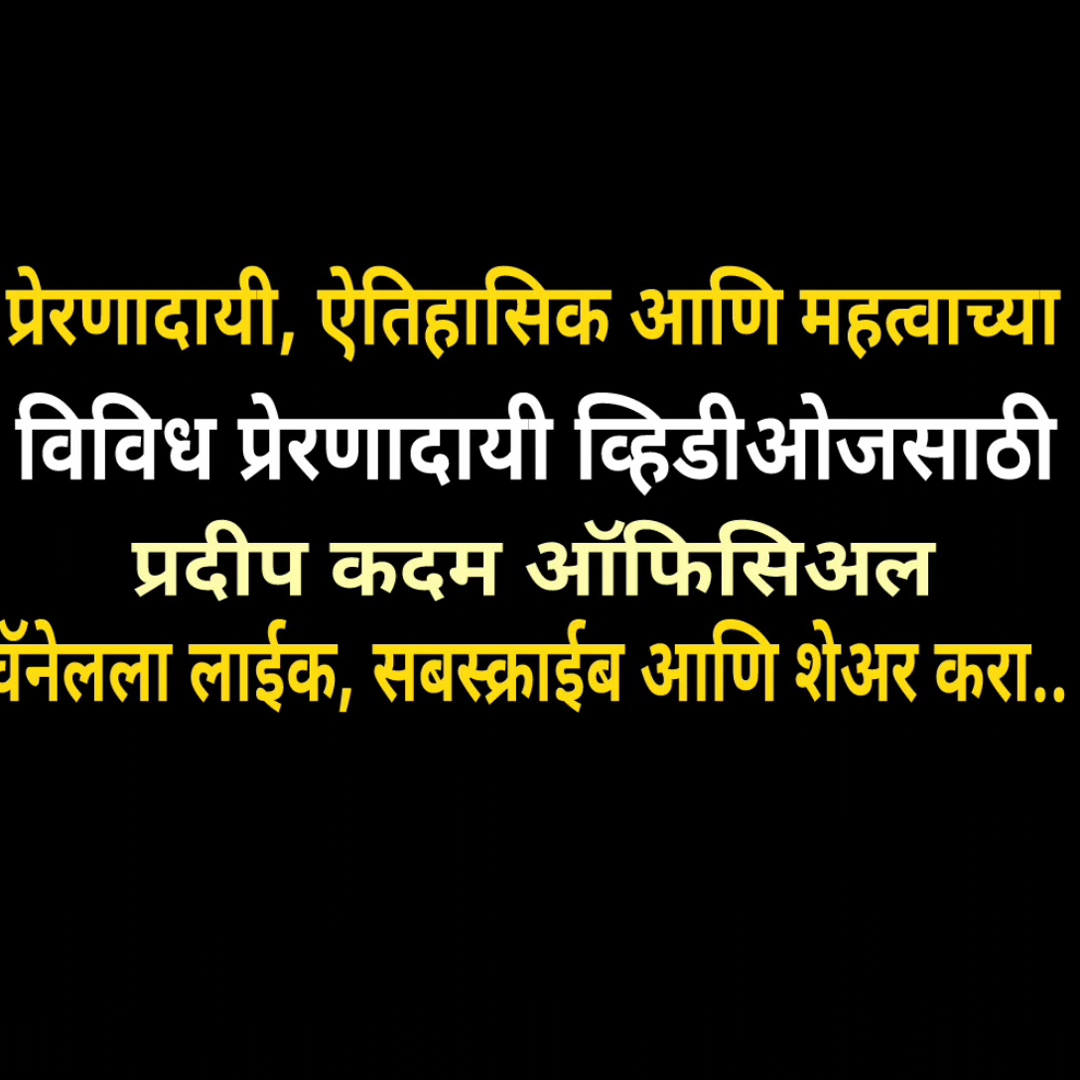 प्रेरणादायी, ऐतिहासिक आणि महत्वाच्या
विविध प्रेरणादायी व्हिडीओजसाठी
प्रदीप कदम ऑफिसिअल
चॅनेलला लाईक, सबस्क्राईब आणि शेअर करा..